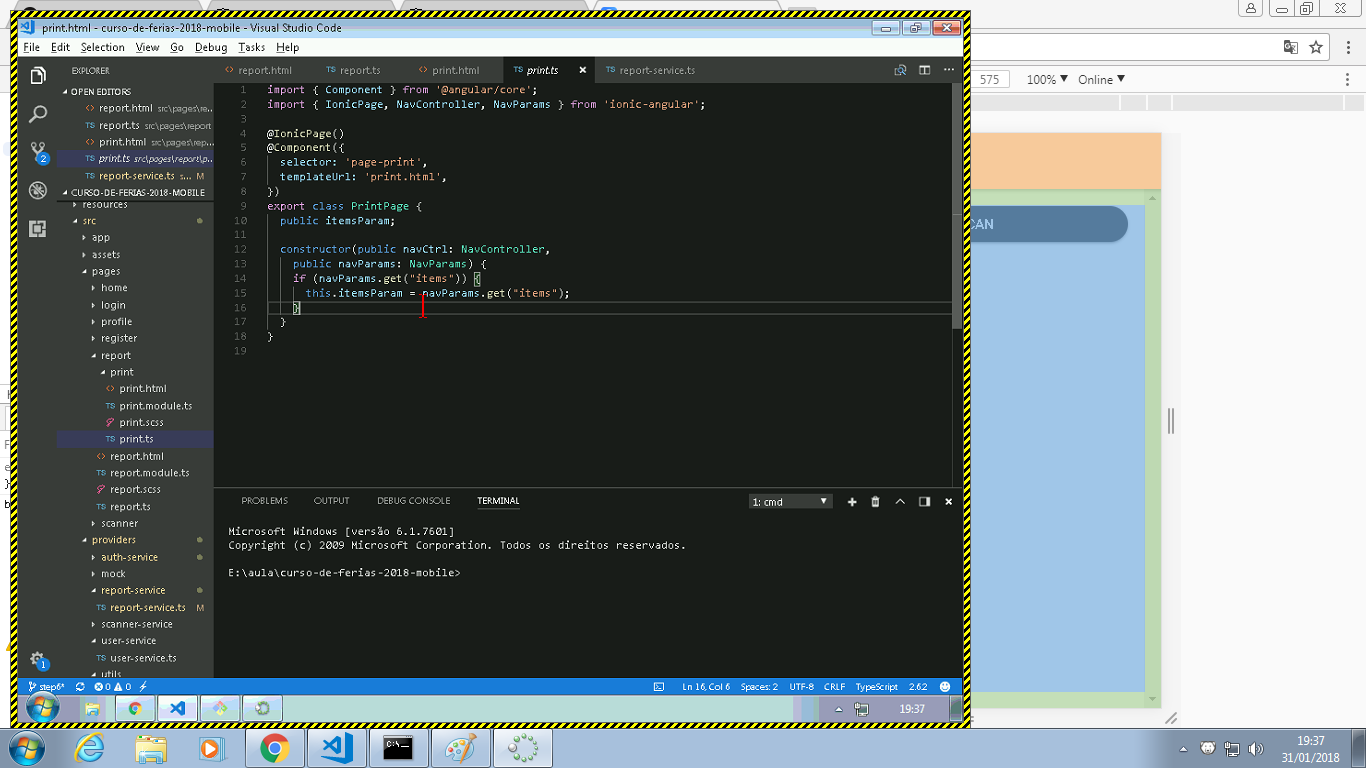 print.html - curso-de-ferias-2018-mobile - Visual Studio Code
File Edit Selection View Go Debug Tasks Help
EXPLORER
OPEN EDITORS
report.html src\pages\re...
report.ts src\pages\report
print.html src\pages\re...
print.ts src\pages\report\p...
report-service.ts s... M
CURSO-DE-FERIAS-2018-MOBILE
resources
src
app
assets
pages
home
login
profile
register
report
print
print.html
print.module.ts
print.scss
print.ts
report.html
report.module.ts
report.scss
report.ts
scanner
providers
auth-service
mock
report-service
report-service.ts M
scanner-service
user-service
user-service.ts
utils
report.html report.ts print.html print.ts report-service.ts
1 import { Component } from '@angular/core';
2 import { IonicPage, NavController, NavParams } from 'ionic-angular';
3
4 @IonicPage()
5 @Component({
6 selector: 'page-print',
7 templateUrl: 'print.html',
8 })
9 export class PrintPage {
10 public itemsParam;
11
12 constructor(public navCtrl: NavController,
13 public navParams: NavParams) {
14 if (navParams.get("items")) {
15 this.itemsParam = navParams.get("items");
16 }
17 }
18 }
19
PROBLEMS OUTPUT DEBUG CONSOLE TERMINAL 1: cmd
Microsoft Windows [versão 6.1.7601]
Copyright (c) 2009 Microsoft Corporation. Todos os direitos reservados.
E:\aula\curso-de-ferias-2018-mobile>
2
1
step6* 0 0 Ln 16, Col 6 Spaces: 2 UTF-8 CRLF TypeScript 2.6.2
19:37
575 100% Online
CAN
19:37
31/01/2018